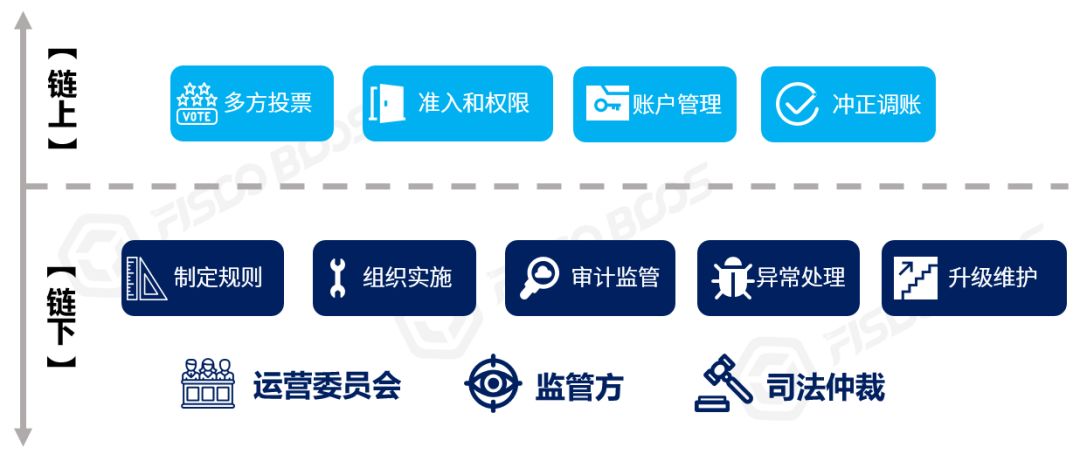 【链上】
VOTE
多方投票
准入和权限
账户管理
冲正调账
【链下】
制定规则
组织实施
审计监管
异常处理
升级维护
运营委员会
监管方
司法仲裁
FISCO BCOS
FISCO BCOS
FISCO BCOS